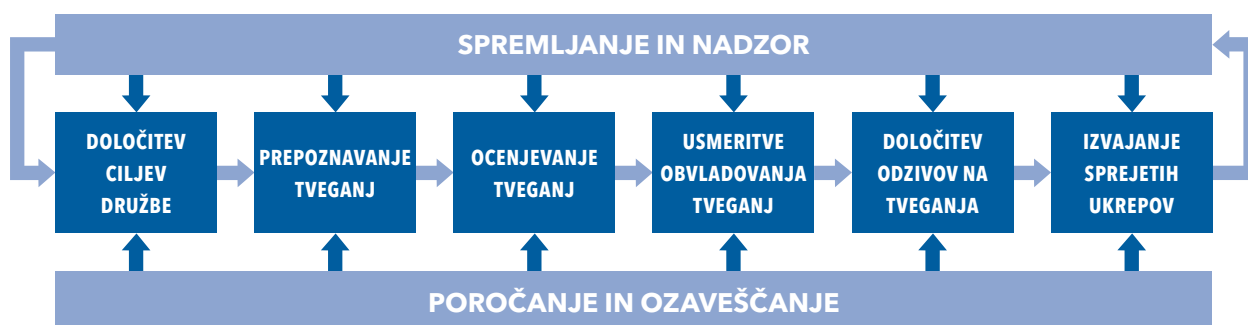 SPREMLJANJE IN NADZOR
DOLOČITEV
CILJEV
DRUŽBE
PREPOZNAVANJE
TVEGANJ
OCENJEVANJE
TVEGANJ
USMERITVE
OBVLADOVANJA
TVEGANJ
DOLOČITEV
ODZIVOV NA
TVEGANJA
IZVAJANJE
SPREJETIH
UKREPOV
POROČANJE IN OZAVEŠČANJE